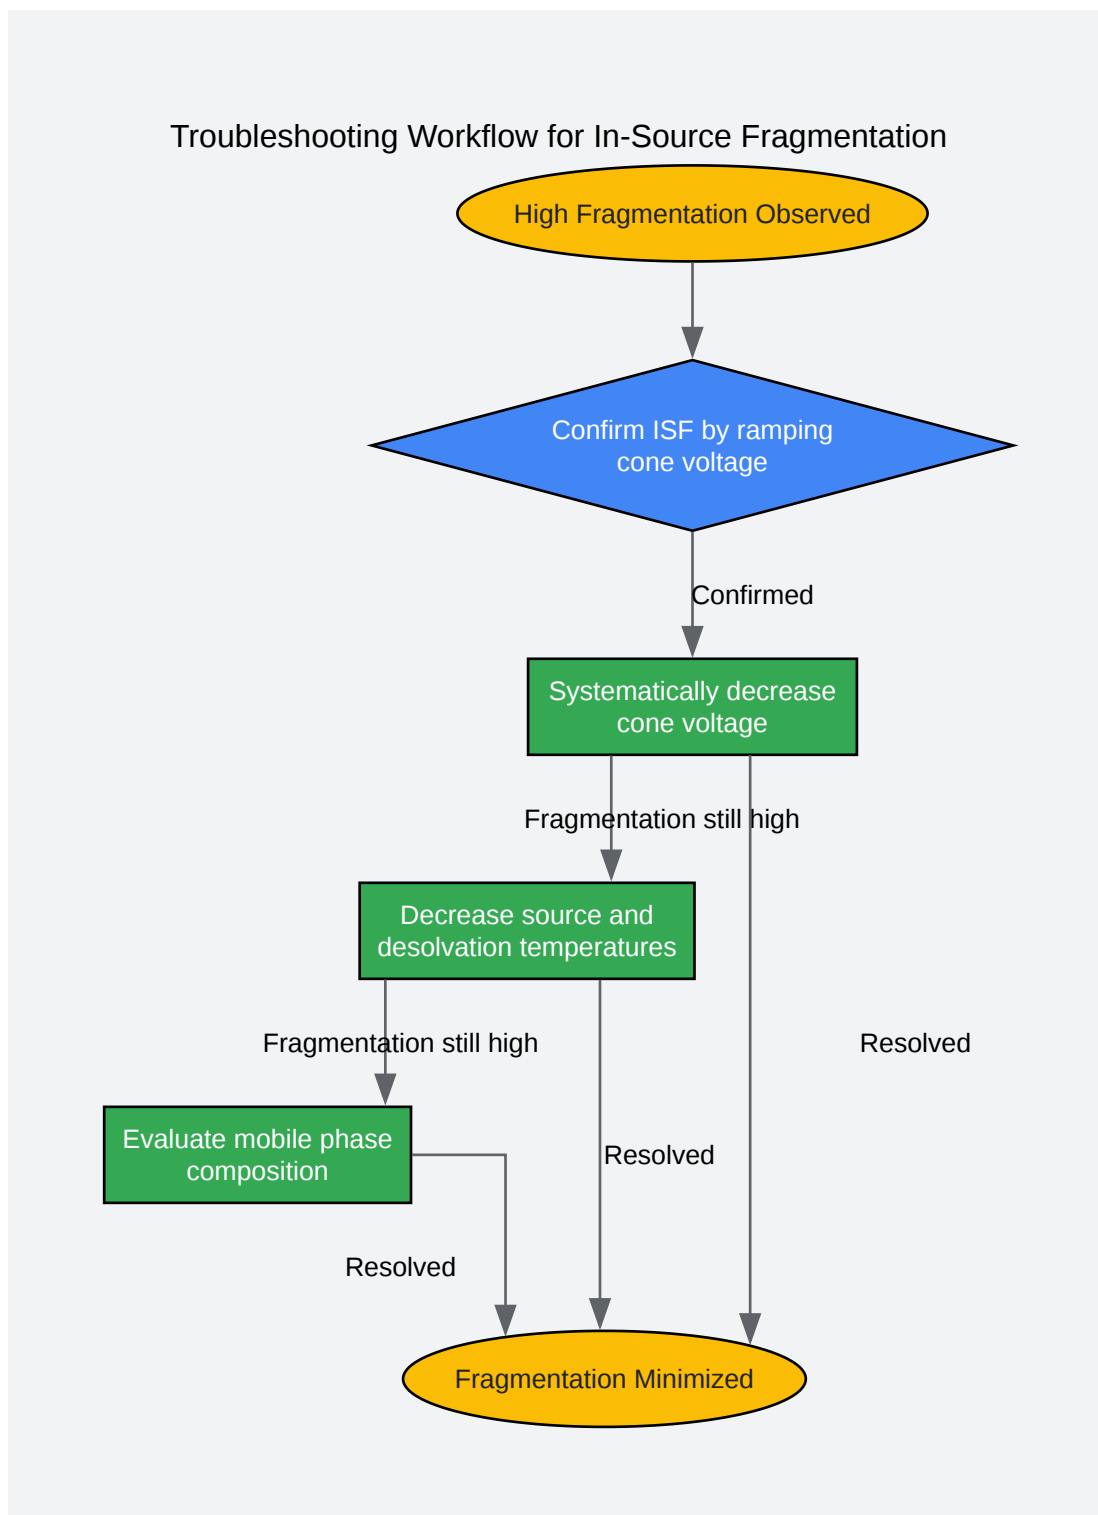 Troubleshooting Workflow for In-Source Fragmentation
High Fragmentation Observed
Confirm ISF by ramping
cone voltage
Confirmed
Systematically decrease
cone voltage
Fragmentation still high
Decrease source and
desolvation temperatures
Fragmentation still high
Resolved
Evaluate mobile phase
composition
Resolved
Resolved
Fragmentation Minimized